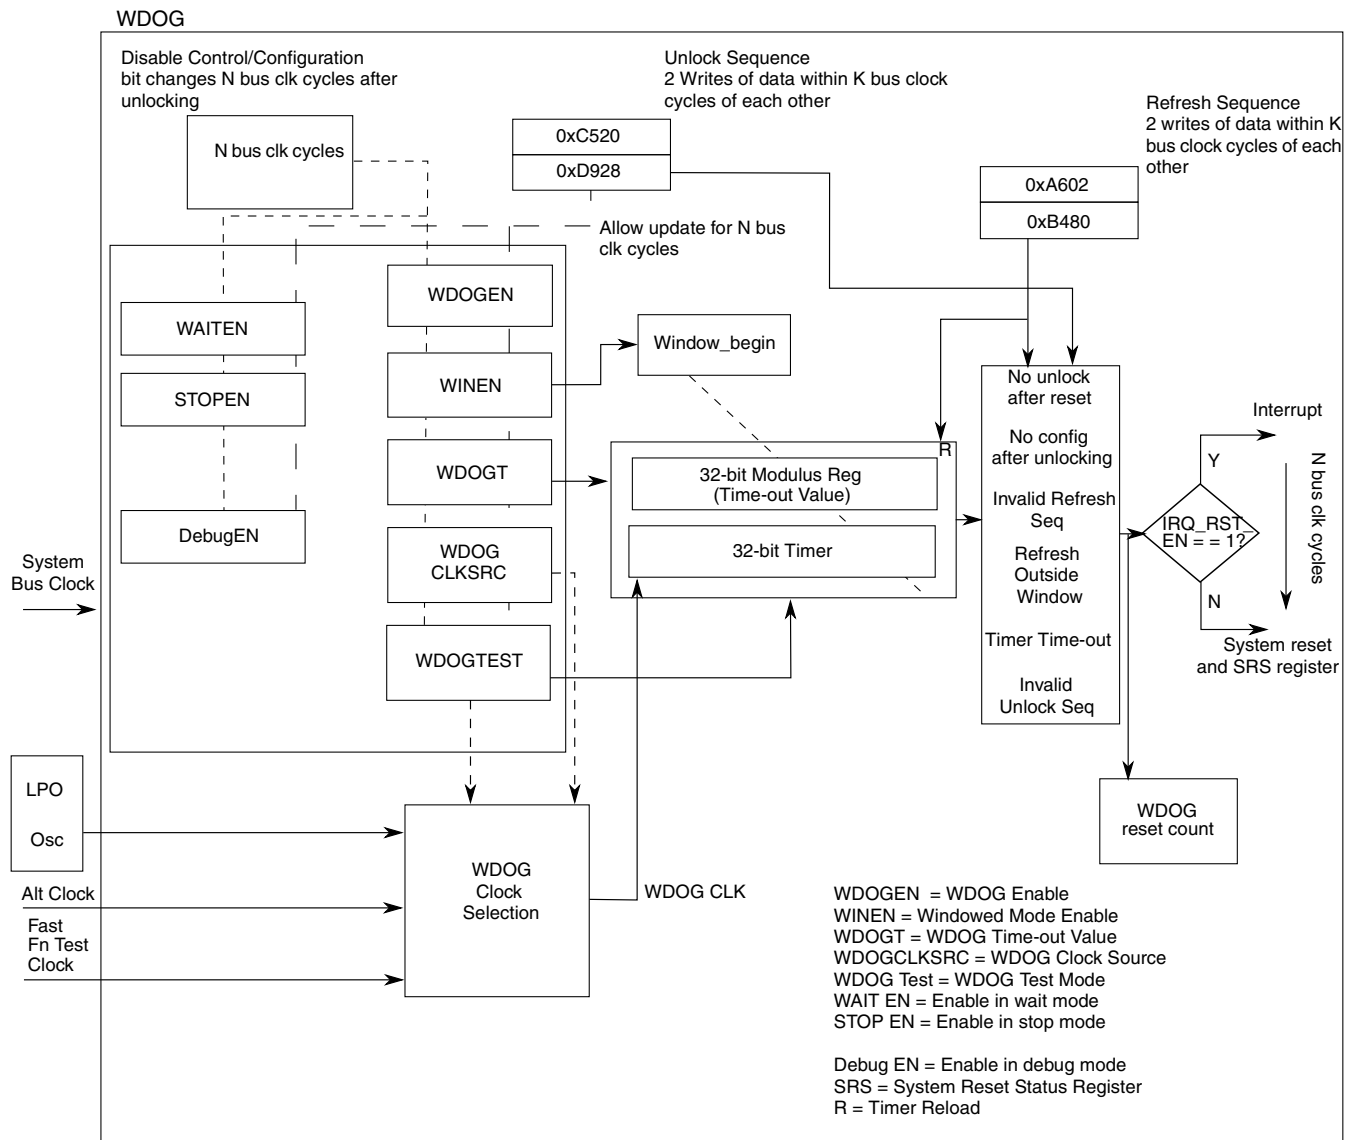 WDOG
Disable Control/Configuration
bit changes N bus clk cycles after
unlocking
N bus clk cycles
Unlock Sequence
2 Writes of data within K bus clock
cycles of each other
0xC520
0xD928
Allow update for N bus
clk cycles
Refresh Sequence
2 writes of data within K
bus clock cycles of each
other
0xA602
0xB480
WDOGEN
WAITEN
WINEN
STOPEN
WDOGT
DebugEN
WDOG
CLKSRC
WDOGTEST
Window_begin
R
32-bit Modulus Reg
(Time-out Value)
32-bit Timer
No unlock
after reset
No config
after unlocking
Invalid Refresh
Seq
Refresh
Outside
Window
Timer Time-out
Invalid
Unlock Seq
Interrupt
Y
IRQ_RST_
EN = = 1?
N
N bus clk cycles
System reset
and SRS register
System
Bus Clock
LPO
Osc
Alt Clock
Fast
Fn Test
Clock
WDOG
Clock
Selection
WDOG CLK
WDOG
reset count
WDOGEN = WDOG Enable
WINEN = Windowed Mode Enable
WDOGT = WDOG Time-out Value
WDOGCLKSRC = WDOG Clock Source
WDOG Test = WDOG Test Mode
WAIT EN = Enable in wait mode
STOP EN = Enable in stop mode
Debug EN = Enable in debug mode
SRS = System Reset Status Register
R = Timer Reload